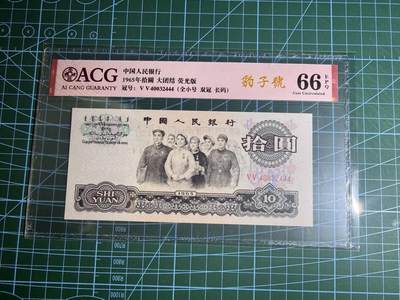 ACG
AI CANG GUARANTY
中国人民银行
1965年拾圆 大团结 荧光版
冠号：VV40032444（全小号 双冠 长码）
豹子號
66 EPQ
Gem Uncirculated
中國人民銀行
拾圓
1965
SHI
YUAN
10